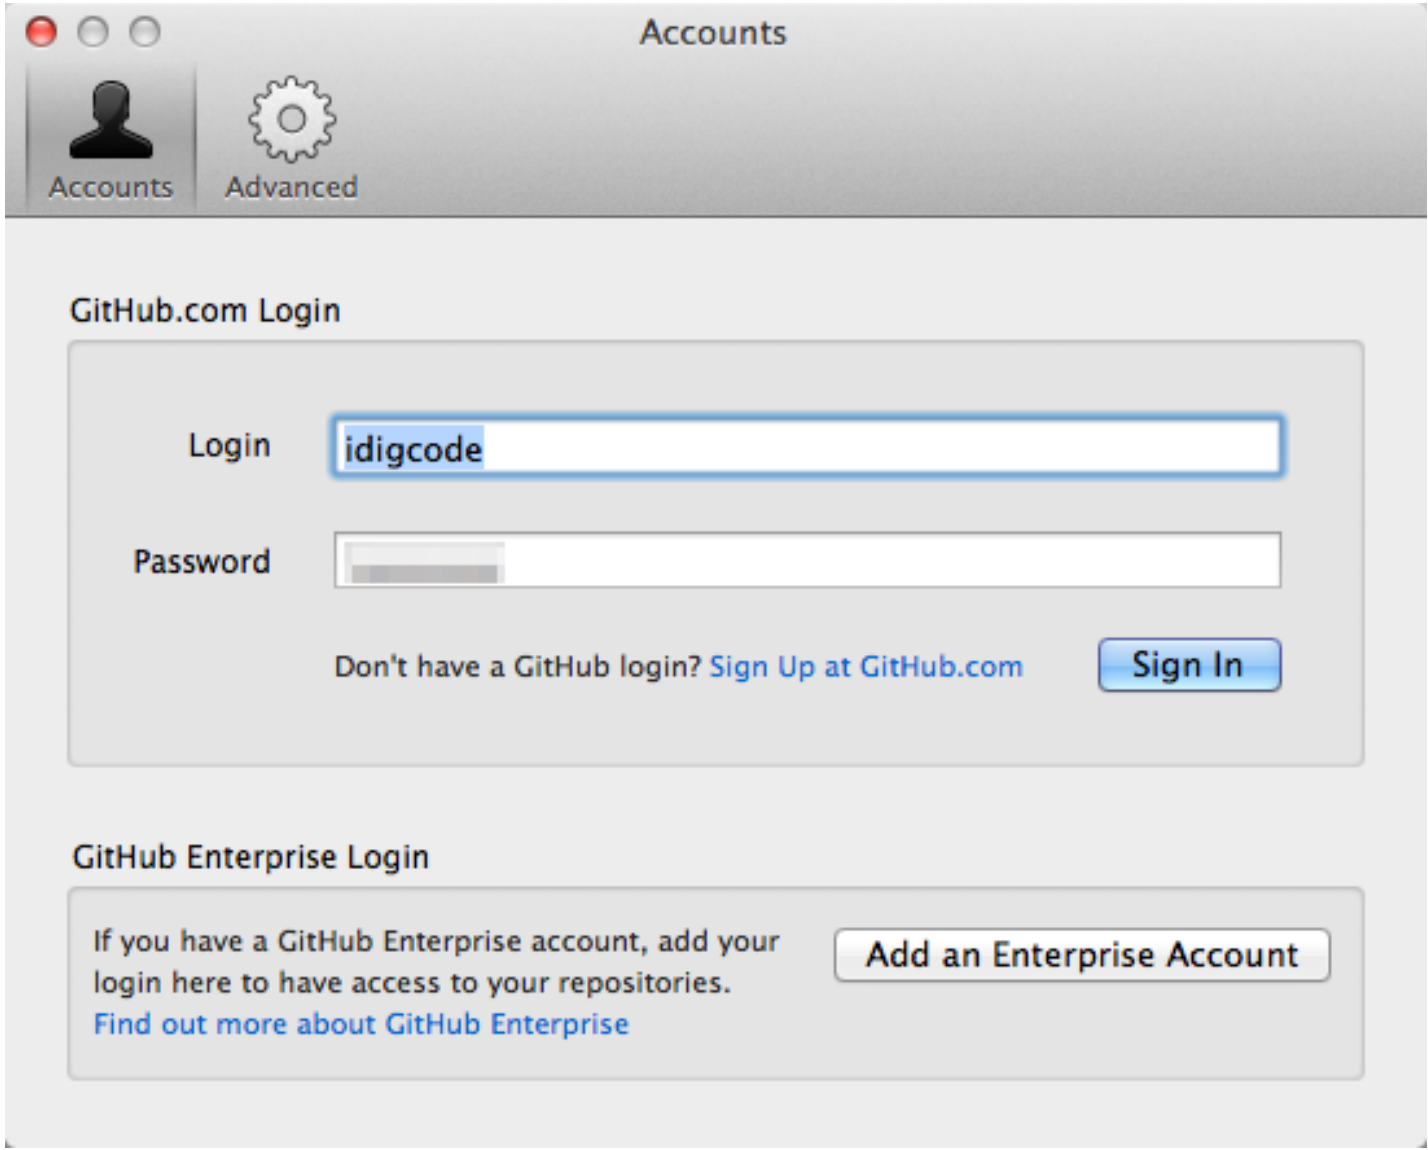 Accounts
Accounts
Advanced
GitHub.com Login
Login
idigcode
Password
Don't have a GitHub login? Sign Up at GitHub.com
Sign In
GitHub Enterprise Login
If you have a GitHub Enterprise account, add your
login here to have access to your repositories.
Find out more about GitHub Enterprise
Add an Enterprise Account